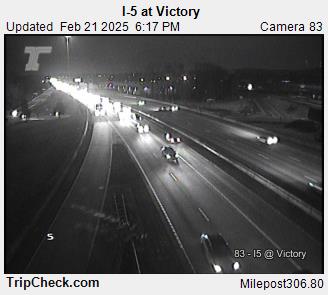 I-5 at Victory
Updated Feb 21 2025 6:17 PM Camera 83
T
S
83 - I5 @ Victory
TripCheck.com Milepost306.80